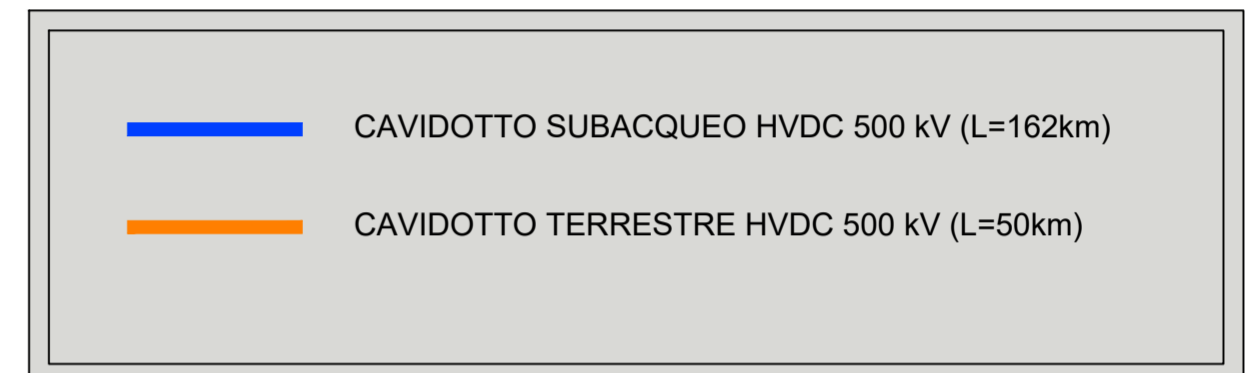 CAVIDOTTO SUBACQUEO HVDC 500 kV (L=162km)
CAVIDOTTO TERRESTRE HVDC 500 kV (L=50km)